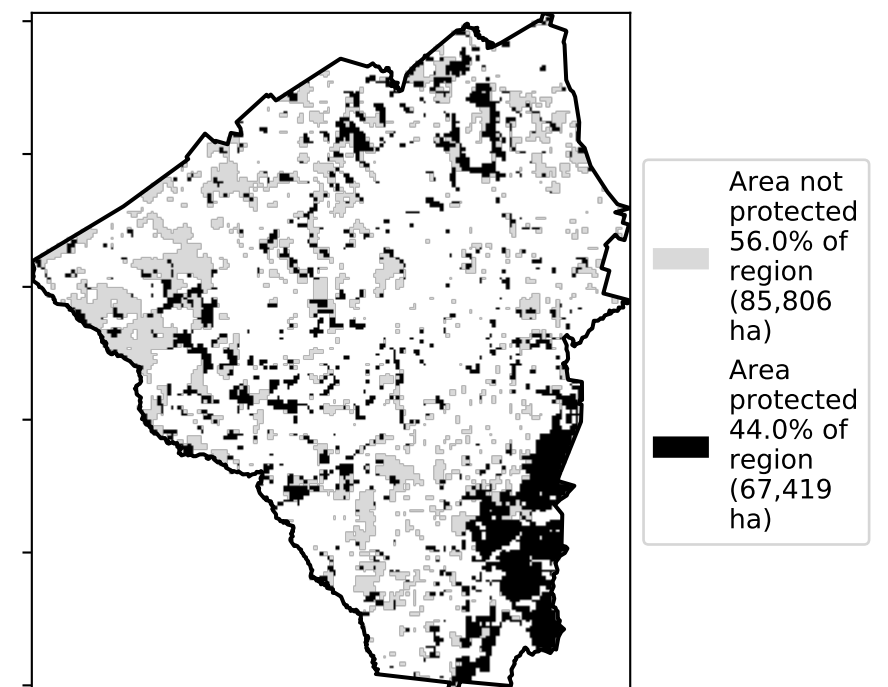 Area not
protected
56.0% of
region
(85,806
ha)
Area
protected
44.0% of
region
(67,419
ha)